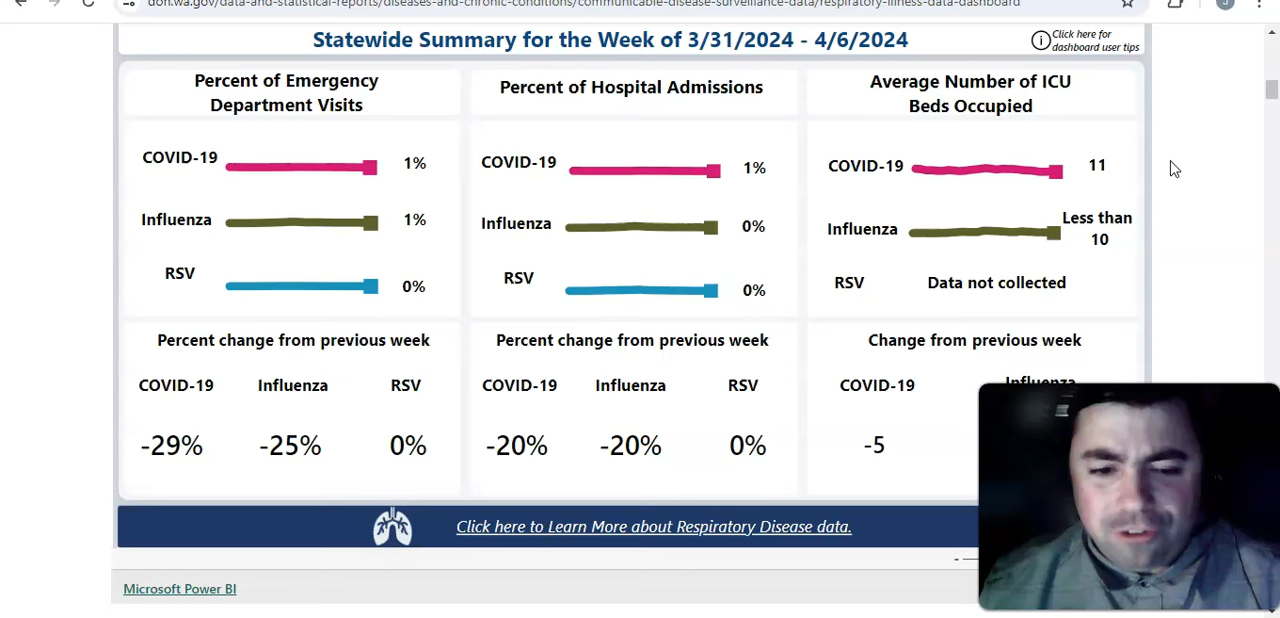 doh.wa.gov/data-and-statistical-reports/diseases-and-chronic-conditions/communicable-disease-surveillance-data/respiratory-illness-data-dashboard
Statewide Summary for the Week of 3/31/2024 - 4/6/2024
Click here for
dashboard user tips
Percent of Emergency
Department Visits
COVID-19 1%
Influenza 1%
RSV 0%
Percent of Hospital Admissions
COVID-19 1%
Influenza 0%
RSV 0%
Average Number of ICU
Beds Occupied
COVID-19 11
Influenza Less than
10
RSV Data not collected
Percent change from previous week
COVID-19 Influenza RSV
-29% -25% 0%
Percent change from previous week
COVID-19 Influenza RSV
-20% -20% 0%
Change from previous week
COVID-19 Influenza
-5
Click here to Learn More about Respiratory Disease data.
Microsoft Power BI
J